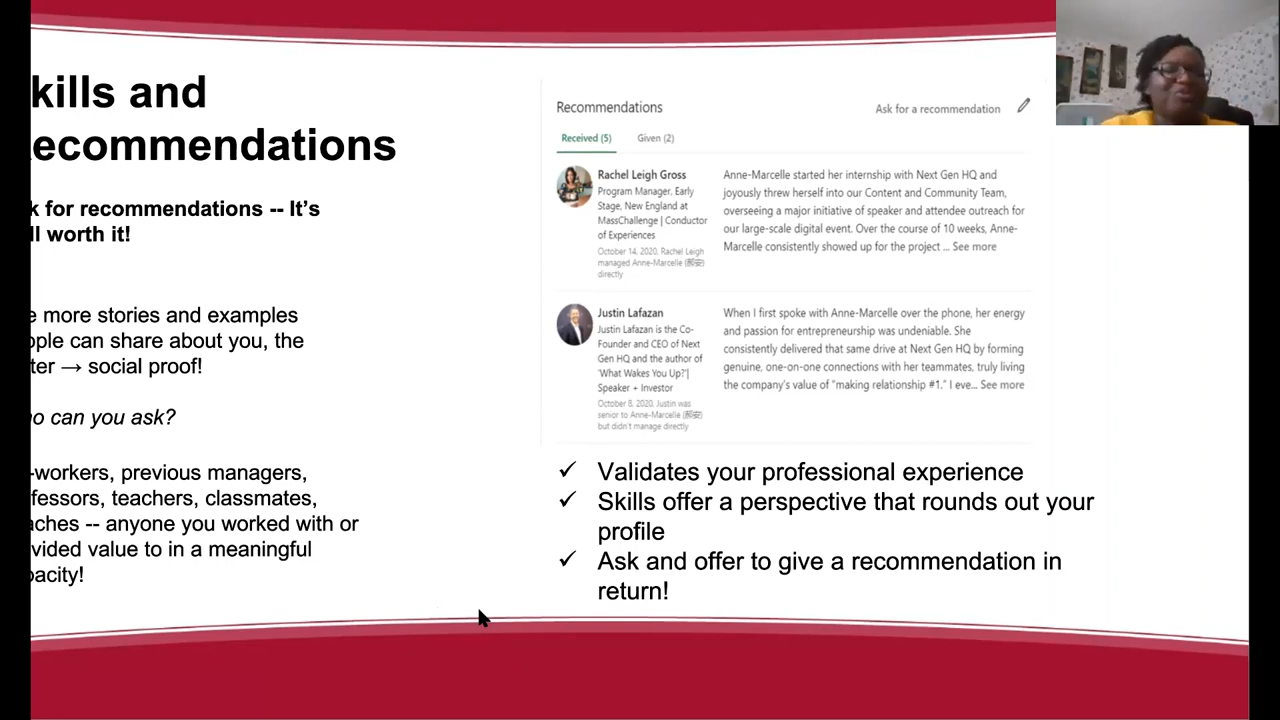 kills and
ecommendations
k for recommendations -- It's
ll worth it!
e more stories and examples
ople can share about you, the
ter → social proof!
o can you ask?
-workers, previous managers,
fessors, teachers, classmates,
aches -- anyone you worked with or
vided value to in a meaningful
pacity!
Recommendations
Ask for a recommendation
Received (5)
Given (2)
Rachel Leigh Gross
Program Manager, Early
Stage, New England at
MassChallenge | Conductor
of Experiences
October 14, 2020, Rachel Leigh
managed Anne-Marcelle (郝安)
directly
Anne-Marcelle started her internship with Next Gen HQ and
joyously threw herself into our Content and Community Team,
overseeing a major initiative of speaker and attendee outreach for
our large-scale digital event. Over the course of 10 weeks, Anne-
Marcelle consistently showed up for the project ... See more
Justin Lafazan
Justin Lafazan is the Co-
Founder and CEO of Next
Gen HQ and the author of
'What Wakes You Up?'|
Speaker + Investor
October 8, 2020, Justin was
senior to Anne-Marcelle (郝安)
but didn't manage directly
When I first spoke with Anne-Marcelle over the phone, her energy
and passion for entrepreneurship was undeniable. She
consistently delivered that same drive at Next Gen HQ by forming
genuine, one-on-one connections with her teammates, truly living
the company's value of "making relationship #1." I eve... See more
✓ Validates your professional experience
✓ Skills offer a perspective that rounds out your
profile
✓ Ask and offer to give a recommendation in
return!